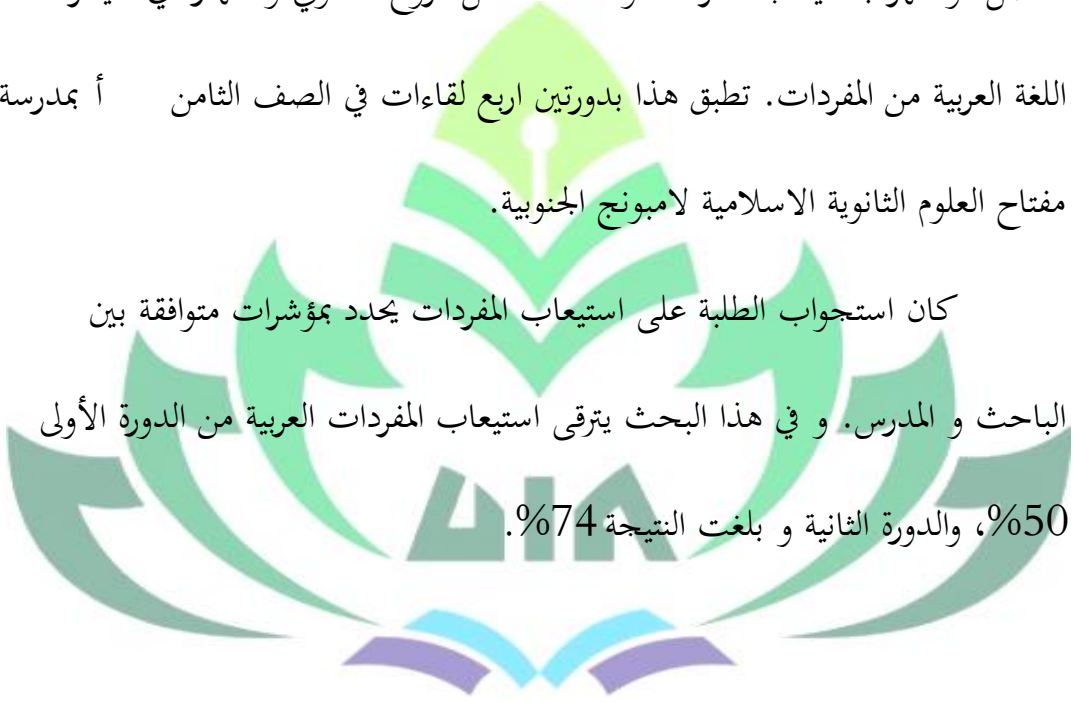 اللغة العربية من المفردات. تطبق هذا بدورتين اربع لقاءات في الصف الثامن أ بمدرسة
مفتاح العلوم الثانوية الاسلامية لامبونج الجنوبية.
كان استجواب الطلبة على استيعاب المفردات يحدد بمؤشرات متوافقة بين
الباحث و المدرس. و في هذا البحث يترقى استيعاب المفردات العربية من الدورة الأولى
50%، والدورة الثانية و بلغت النتيجة 74%.